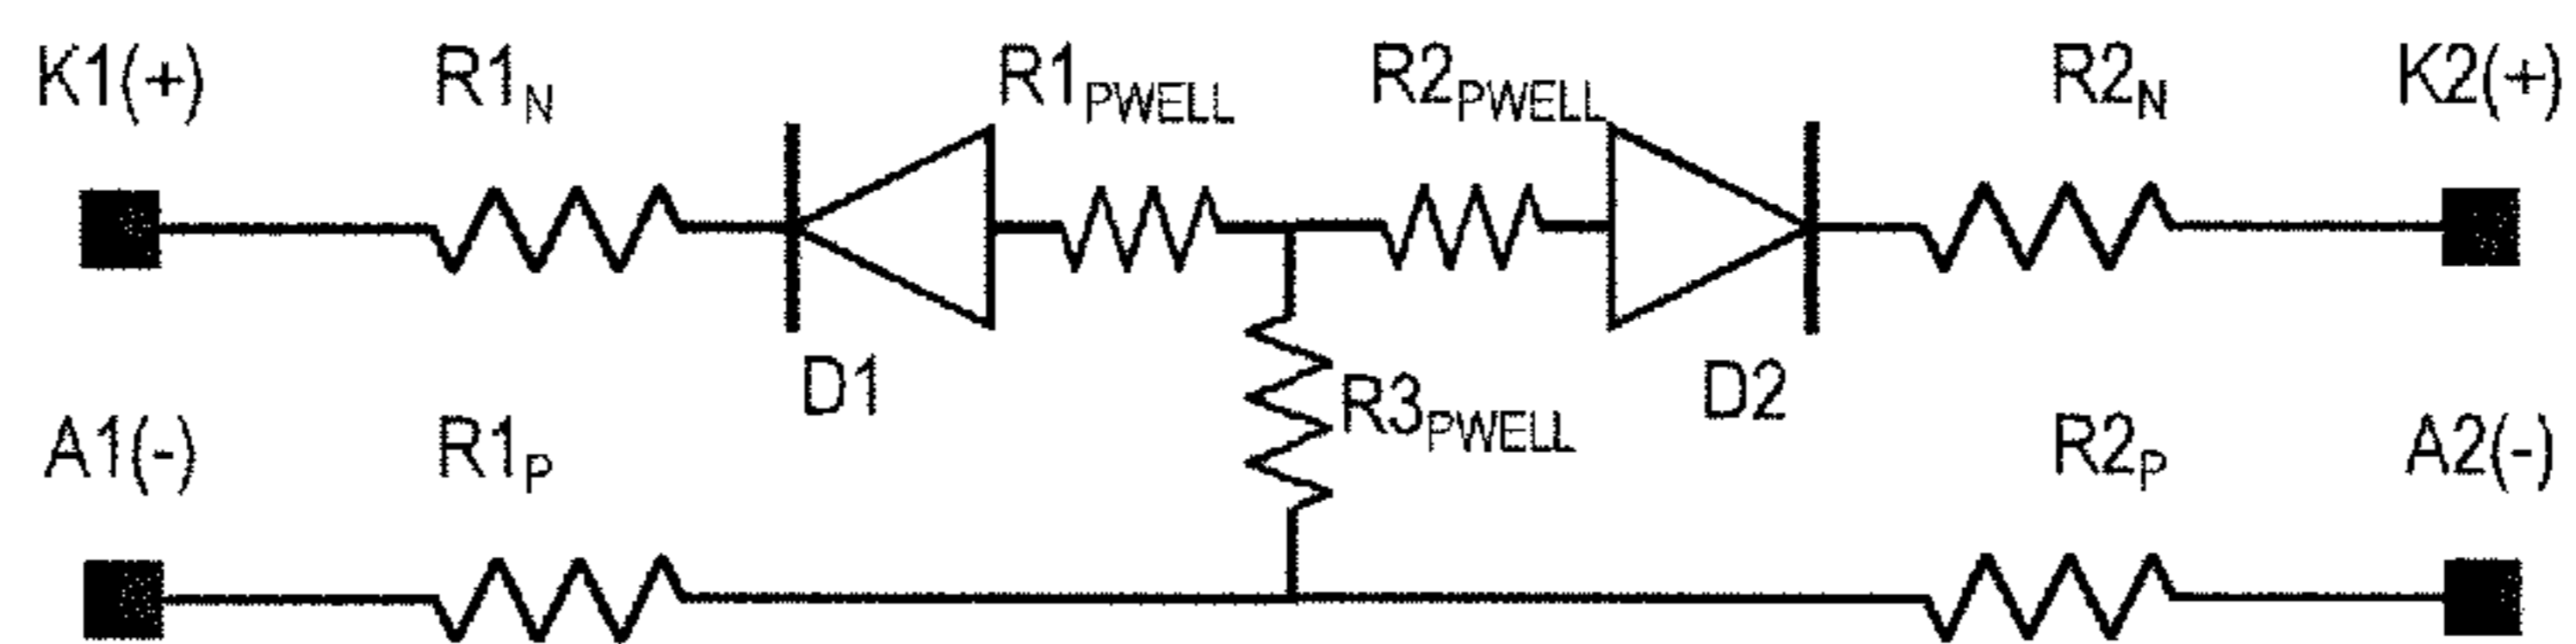 K1(+) R1N R1PWELL R2PWELL R2N K2(+)
D1 R3PWELL D2
A1(-) R1P R2P A2(-)